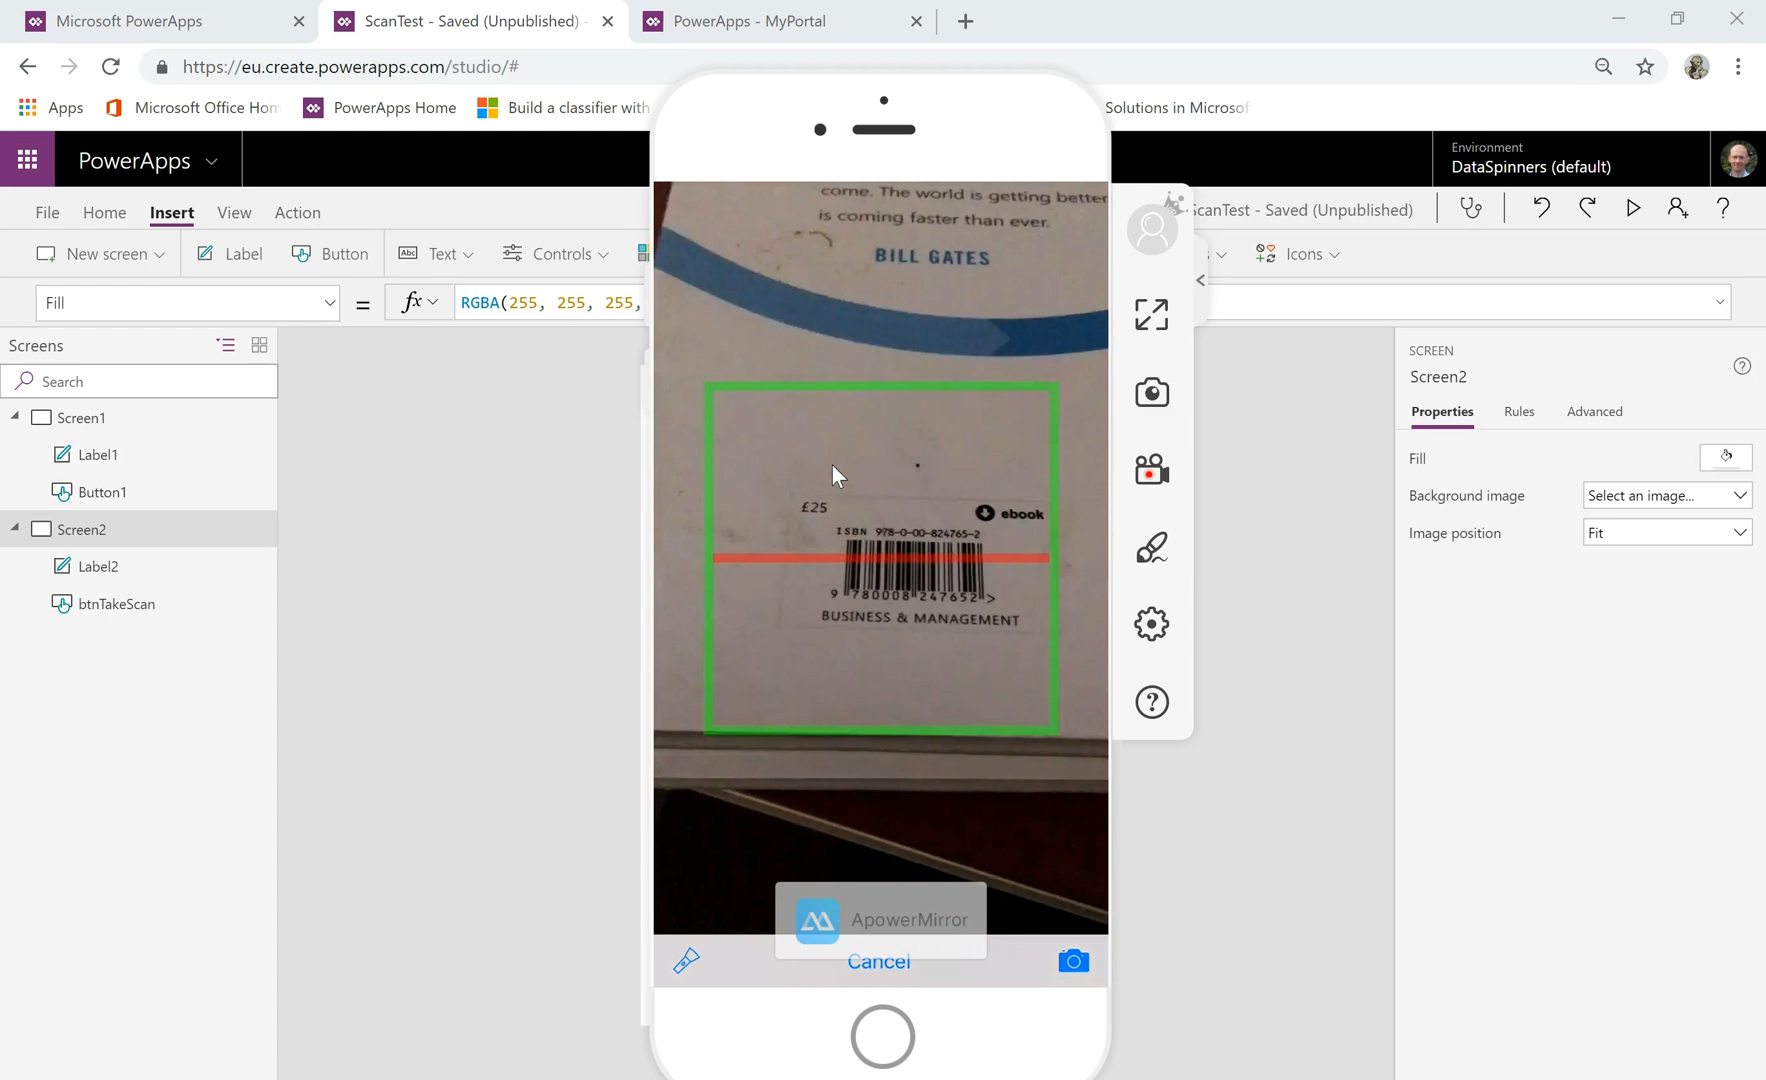 Microsoft PowerApps
ScanTest - Saved (Unpublished) -
PowerApps - MyPortal
https://eu.create.powerapps.com/studio/#
Apps
Microsoft Office Hom
PowerApps Home
Build a classifier with
Solutions in Microsof
PowerApps
Environment
DataSpinners (default)
File
Home
Insert
View
Action
ScanTest - Saved (Unpublished)
New screen
Label
Button
Text
Controls
Icons
Fill
=
fx
RGBA(255, 255, 255,
Screens
Search
Screen1
Label1
Button1
Screen2
Label2
btnTakeScan
come. The world is getting better
is coming faster than ever.
BILL GATES
£25
ebook
ISBN 978-0-00-824765-2
9 780008 247652 >
BUSINESS & MANAGEMENT
ApowerMirror
Cancel
SCREEN
Screen2
Properties
Rules
Advanced
Fill
Background image
Select an image...
Image position
Fit